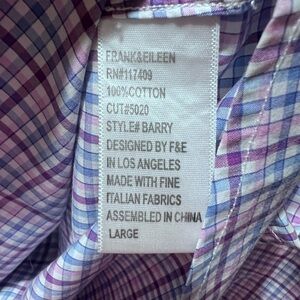 FRANK&EILEEN
RN#117409
100%COTTON
CUT#5020
STYLE# BARRY
DESIGNED BY F&E
IN LOS ANGELES
MADE WITH FINE
ITALIAN FABRICS
ASSEMBLED IN CHINA
LARGE